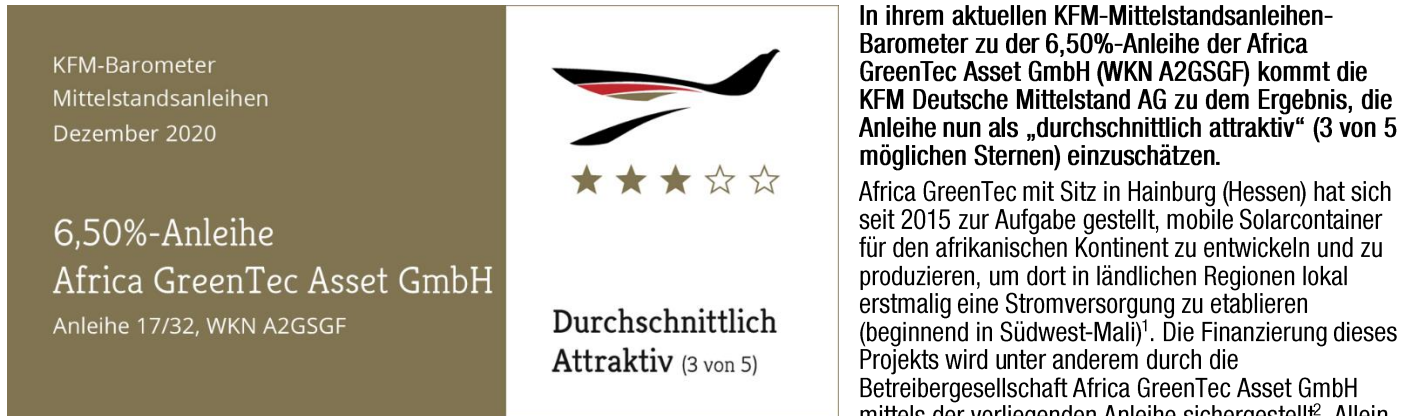 KFM-Barometer
Mittelstandsanleihen
Dezember 2020
6,50%-Anleihe
Africa GreenTec Asset GmbH
Anleihe 17/32, WKN A2GSGF
Durchschnittlich
Attraktiv (3 von 5)
In ihrem aktuellen KFM-Mittelstandsanleihen-
Barometer zu der 6,50%-Anleihe der Africa
GreenTec Asset GmbH (WKN A2GSGF) kommt die
KFM Deutsche Mittelstand AG zu dem Ergebnis, die
Anleihe nun als „durchschnittlich attraktiv“ (3 von 5
möglichen Sternen) einzuschätzen.
Africa GreenTec mit Sitz in Hainburg (Hessen) hat sich
seit 2015 zur Aufgabe gestellt, mobile Solarcontainer
für den afrikanischen Kontinent zu entwickeln und zu
produzieren, um dort in ländlichen Regionen lokal
erstmalig eine Stromversorgung zu etablieren
(beginnend in Südwest-Mali)¹. Die Finanzierung dieses
Projekts wird unter anderem durch die
Betreibergesellschaft Africa GreenTec Asset GmbH
mittels der vorliegenden Anleihe sichergestellt². Allein